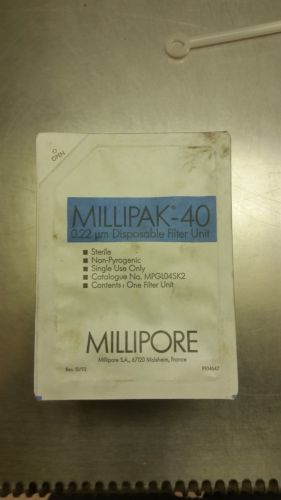 OPEN
MILLIPAK®-40
0.22 µm Disposable Filter Unit
Sterile
Non-Pyrogenic
Single Use Only
Catalogue No. MPGL04SK2
Contents : One Filter Unit
MILLIPORE
Millipore S.A., 67120 Molsheim, France
Rev.